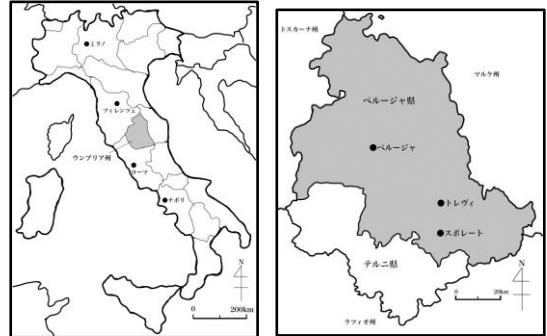 ミラノ
フィレンツェ
ウンブリア州
ローマ
ナポリ
N
0 200km
トスカーナ州
マルケ州
ペルージャ県
ペルージャ
トレヴィ
スポレート
テルニ県
N
0 20km
ラツィオ州